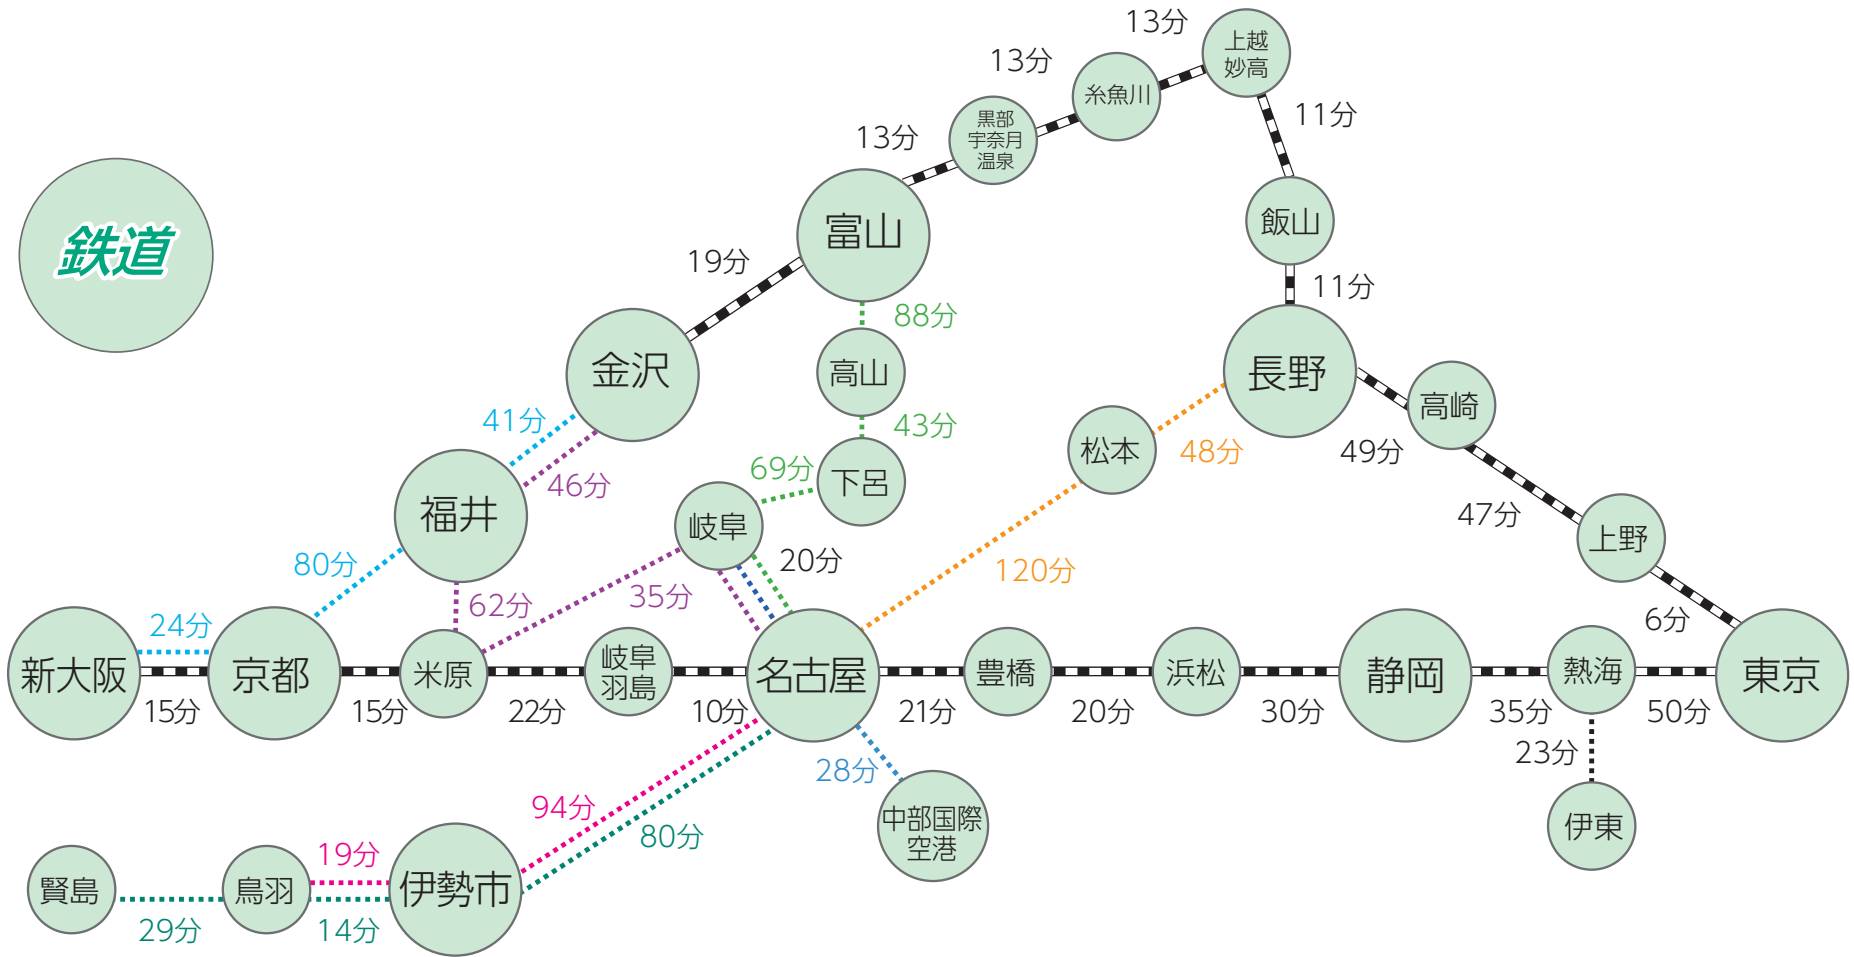 13分
上越
妙高
13分
糸魚川
13分
黒部
宇奈月
温泉
11分
飯山
鉄道
富山
19分
11分
88分
金沢
高山
長野
高崎
41分
43分
松本
48分
49分
46分
69分
下呂
福井
岐阜
47分
上野
80分
20分
120分
62分
35分
6分
24分
新大阪
京都
米原
岐阜
羽島
名古屋
豊橋
浜松
静岡
熱海
東京
15分
15分
22分
10分
21分
20分
30分
35分
50分
23分
28分
94分
80分
中部国際
空港
伊東
19分
賢島
鳥羽
伊勢市
29分
14分